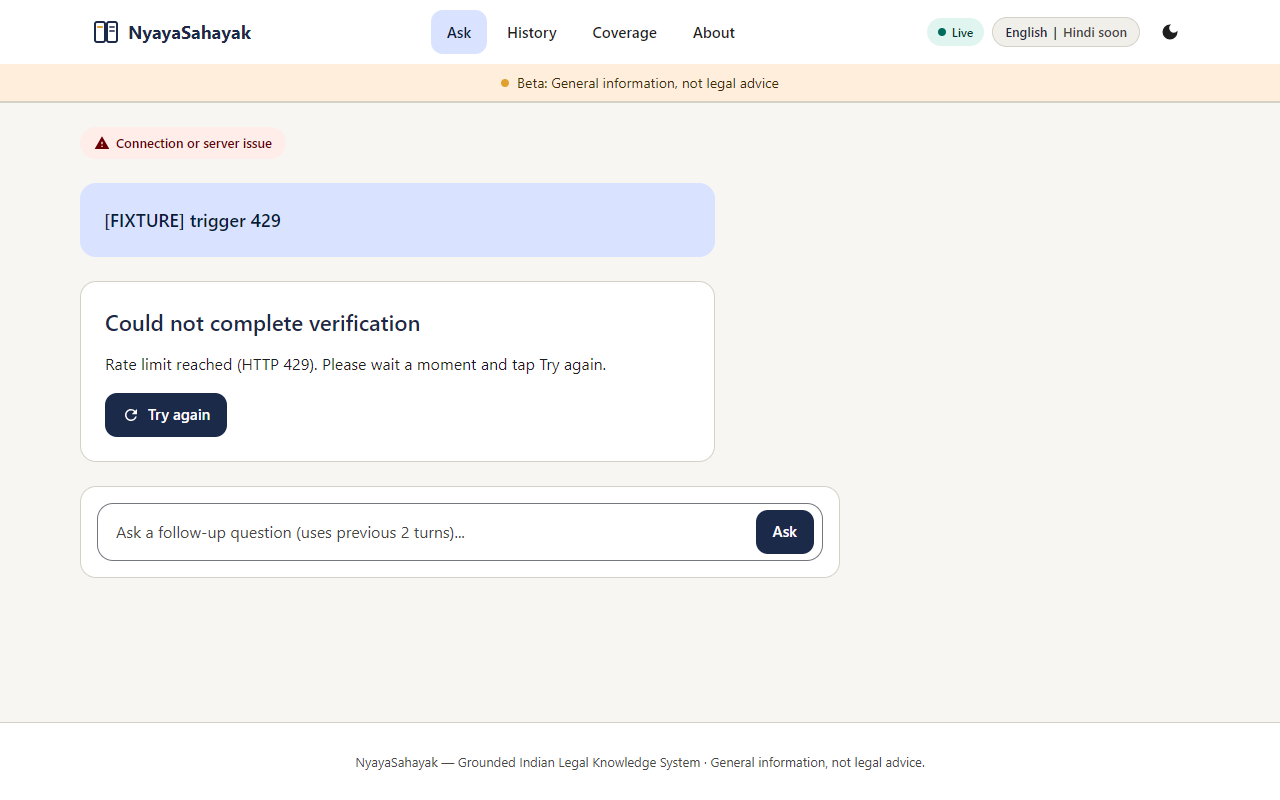 NyayaSahayak
Ask
History
Coverage
About
Live
English | Hindi soon
Beta: General information, not legal advice
Connection or server issue
[FIXTURE] trigger 429
Could not complete verification
Rate limit reached (HTTP 429). Please wait a moment and tap Try again.
Try again
Ask a follow-up question (uses previous 2 turns)...
Ask
NyayaSahayak — Grounded Indian Legal Knowledge System · General information, not legal advice.